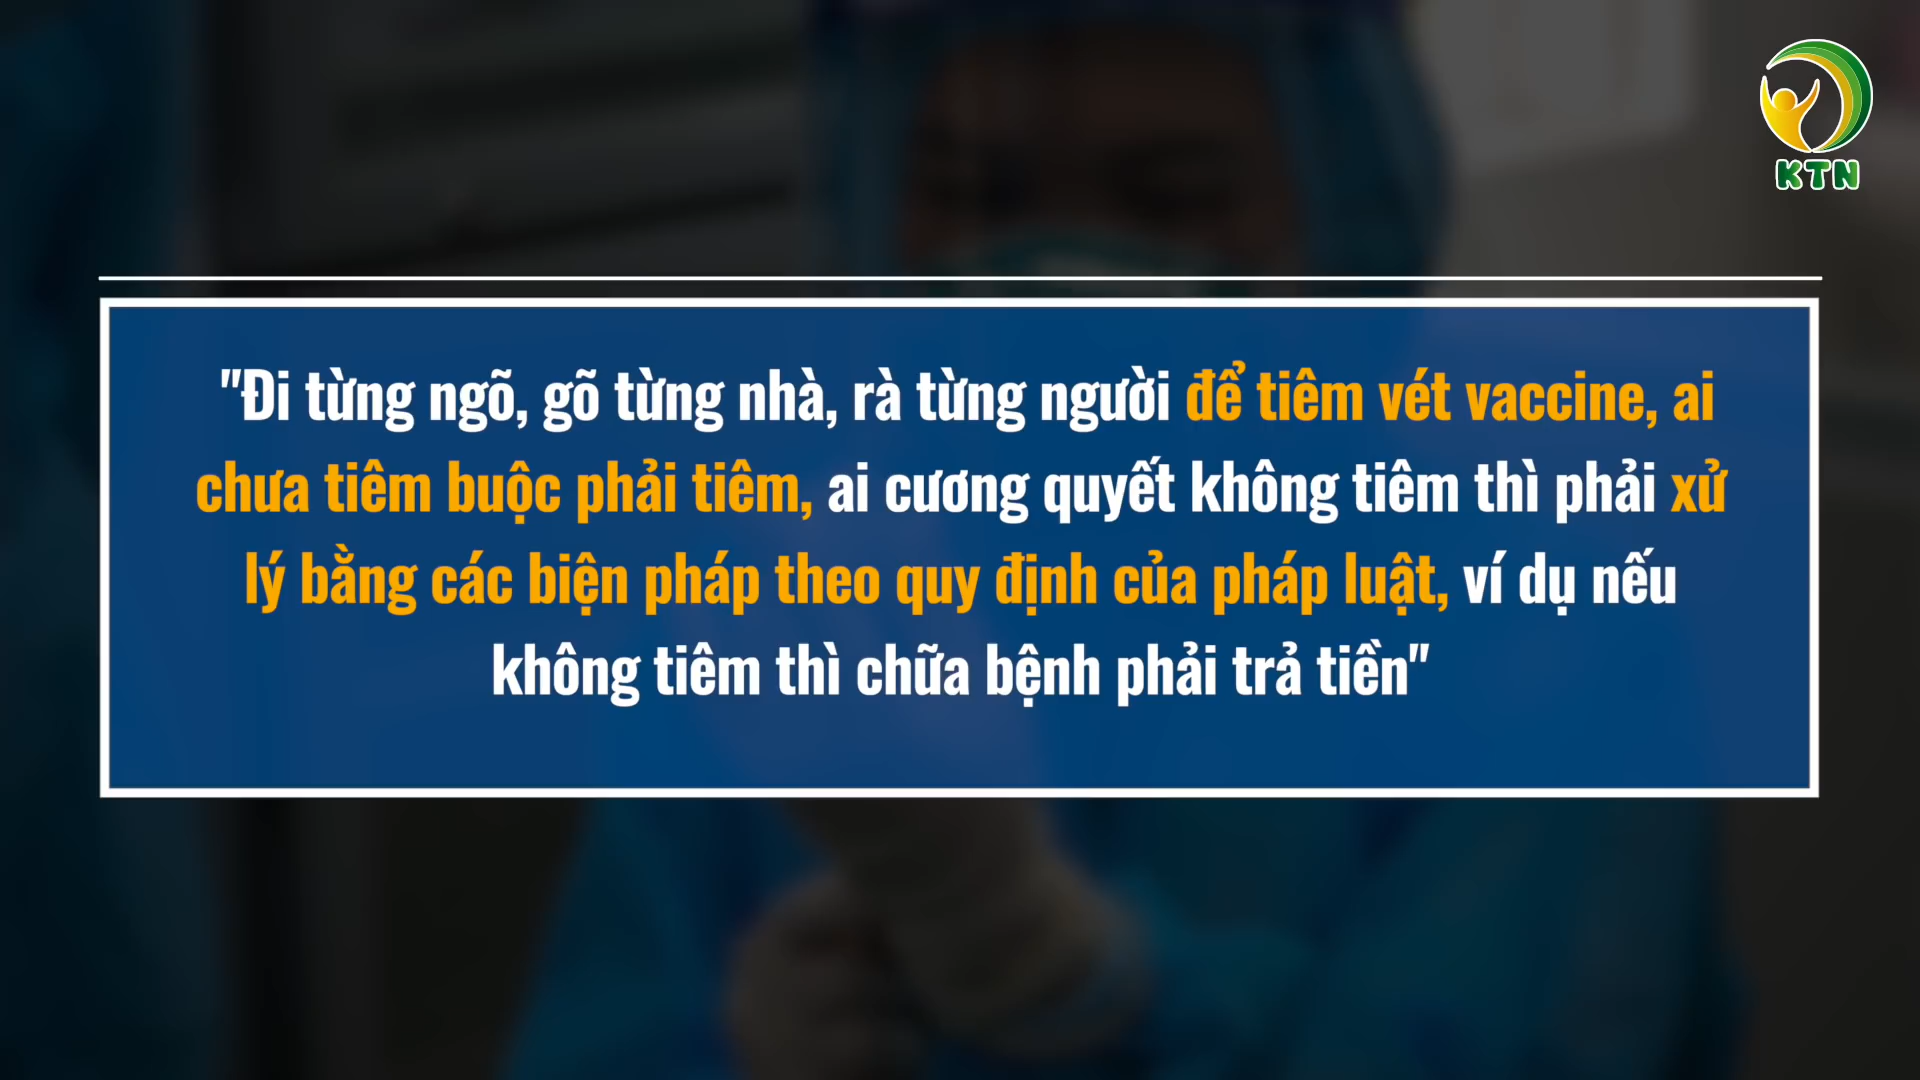 KTN
"Đi từng ngõ, gõ từng nhà, rà từng người để tiêm vét vaccine, ai
chưa tiêm buộc phải tiêm, ai cương quyết không tiêm thì phải xử
lý bằng các biện pháp theo quy định của pháp luật, ví dụ nếu
không tiêm thì chữa bệnh phải trả tiền"